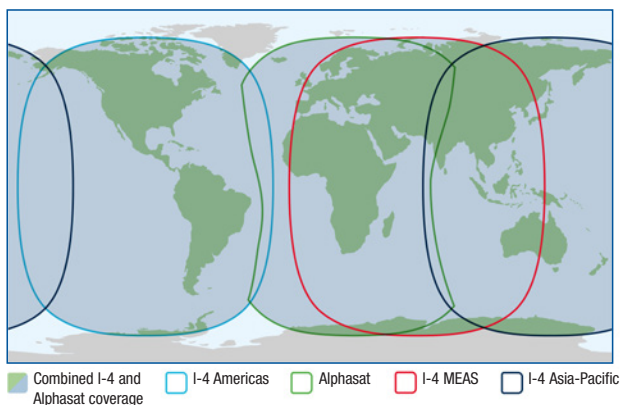 Combined I-4 and
Alphasat coverage
I-4 Americas
Alphasat
I-4 MEAS
I-4 Asia-Pacific